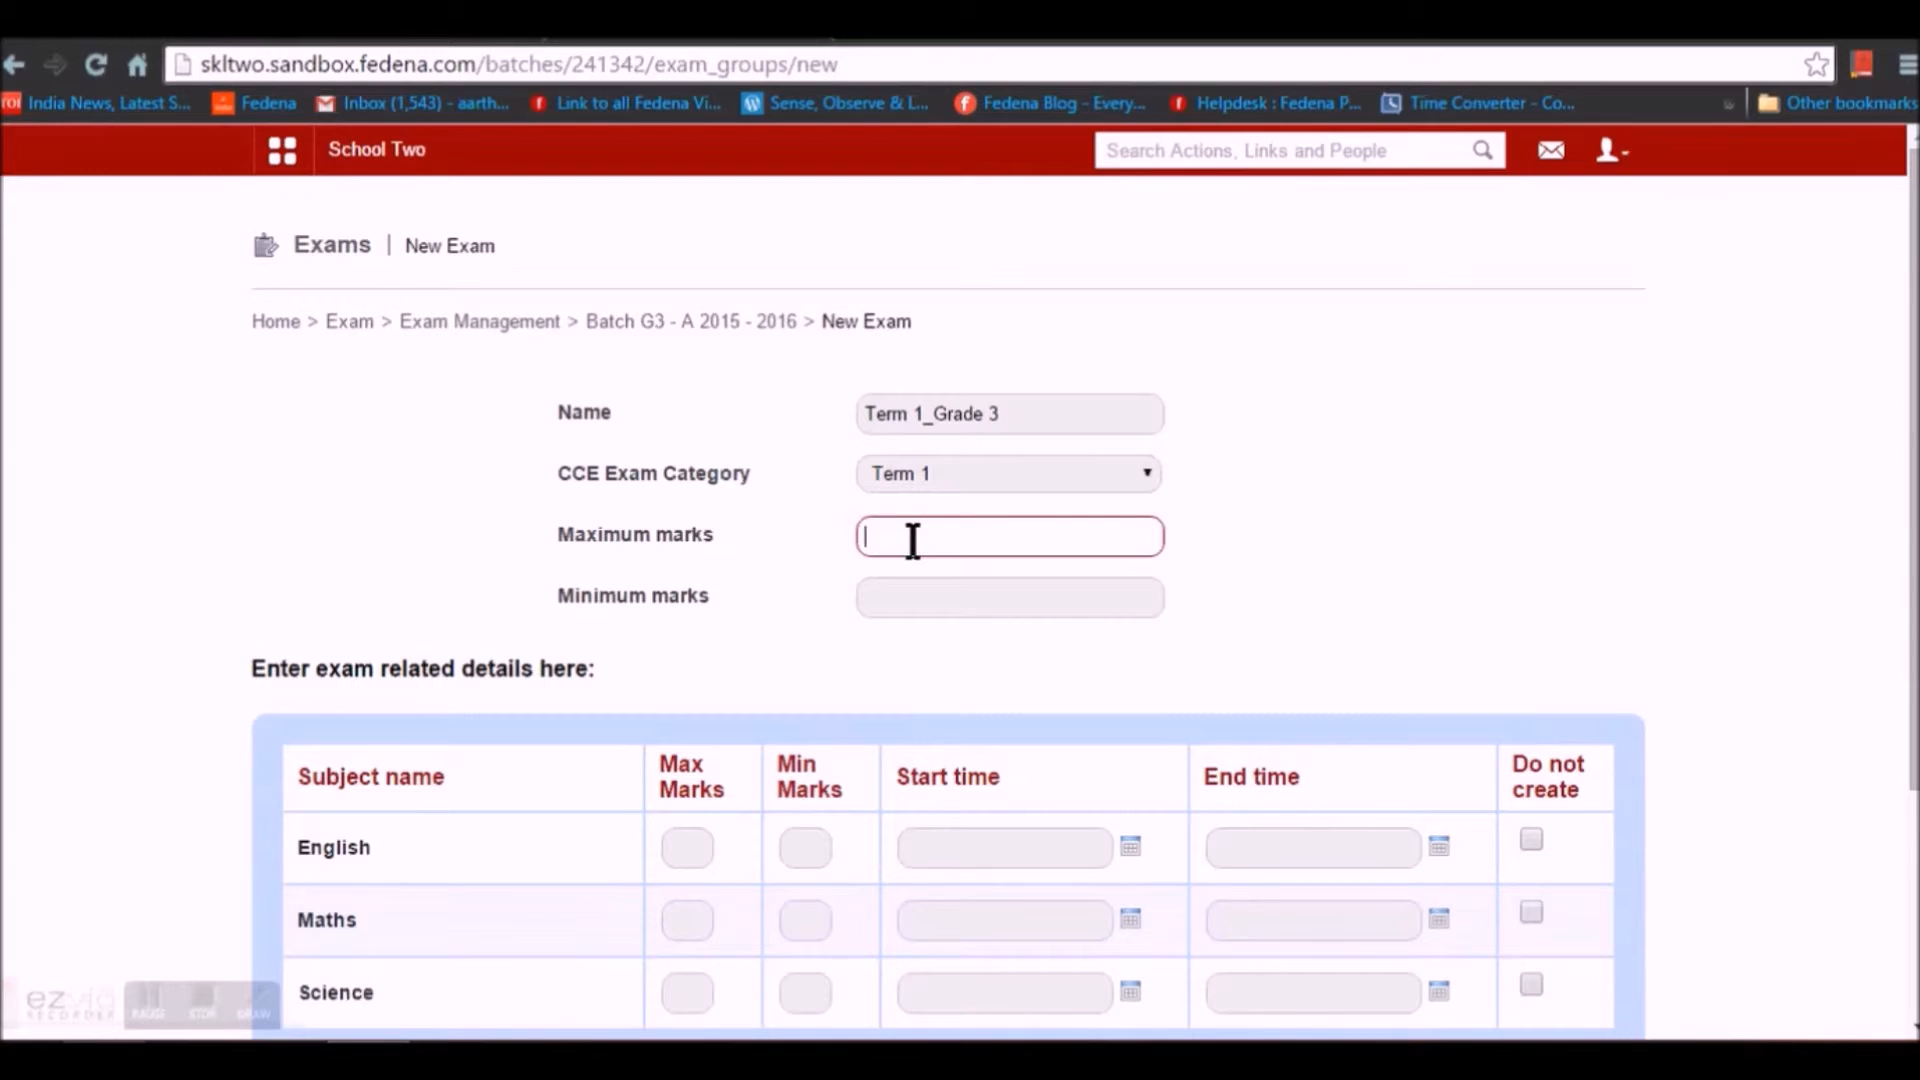 skltwo.sandbox.fedena.com/batches/241342/exam_groups/new
India News, Latest S... Fedena Inbox (1,543) - aarth... Link to all Fedena Vi... Sense, Observe & L... Fedena Blog - Every... Helpdesk : Fedena P... Time Converter - Co... » Other bookmarks
School Two Search Actions, Links and People
Exams | New Exam
Home > Exam > Exam Management > Batch G3 - A 2015 - 2016 > New Exam
Name Term 1_Grade 3
CCE Exam Category Term 1
Maximum marks
Minimum marks
Enter exam related details here:
Subject name Max Marks Min Marks Start time End time Do not create
English
Maths
Science
ezvid PAUSE STOP DRAW
RECORDER